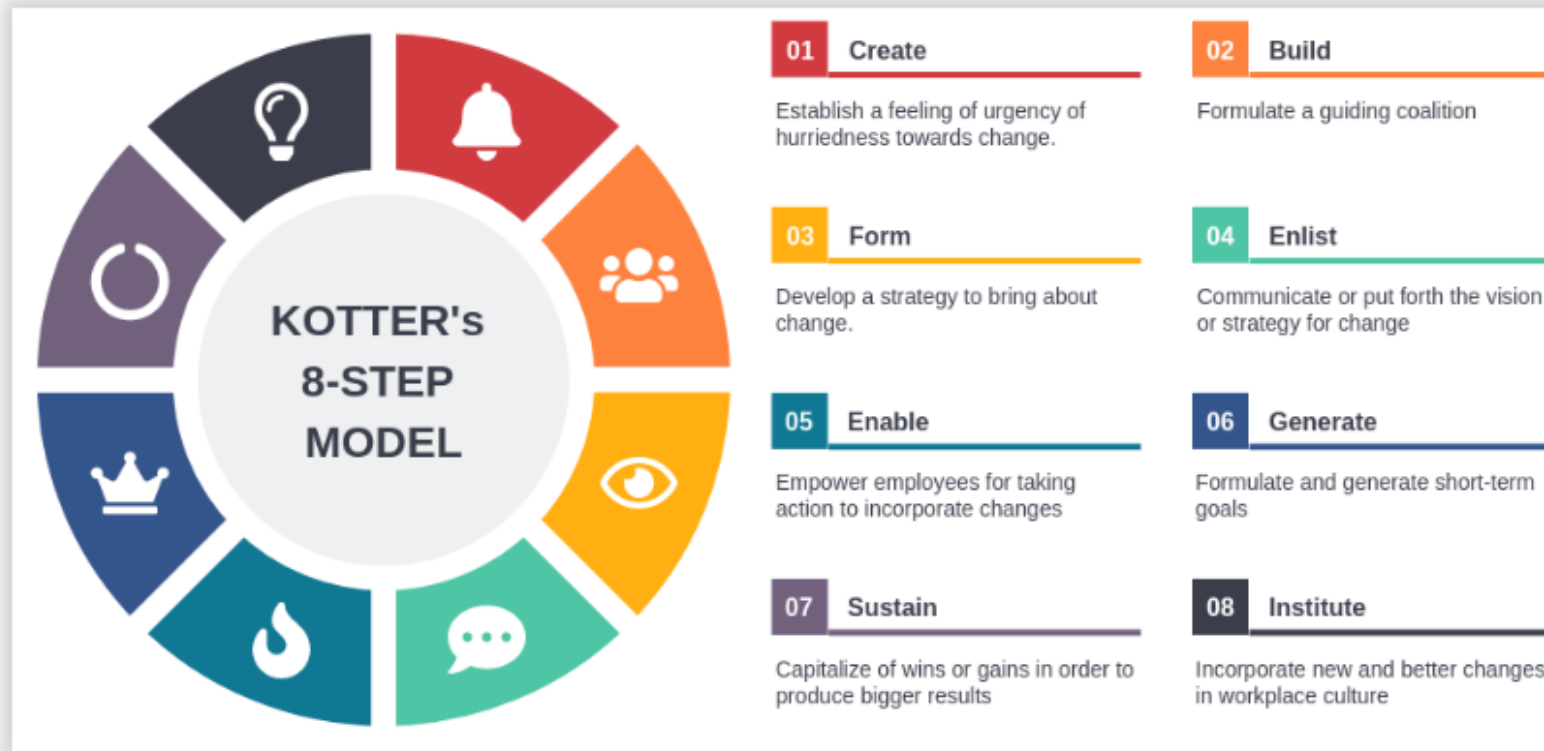 KOTTER's
8-STEP
MODEL
01 Create
Establish a feeling of urgency of
hurriedness towards change.
02 Build
Formulate a guiding coalition
03 Form
Develop a strategy to bring about
change.
04 Enlist
Communicate or put forth the vision
or strategy for change
05 Enable
Empower employees for taking
action to incorporate changes
06 Generate
Formulate and generate short-term
goals
07 Sustain
Capitalize of wins or gains in order to
produce bigger results
08 Institute
Incorporate new and better changes
in workplace culture